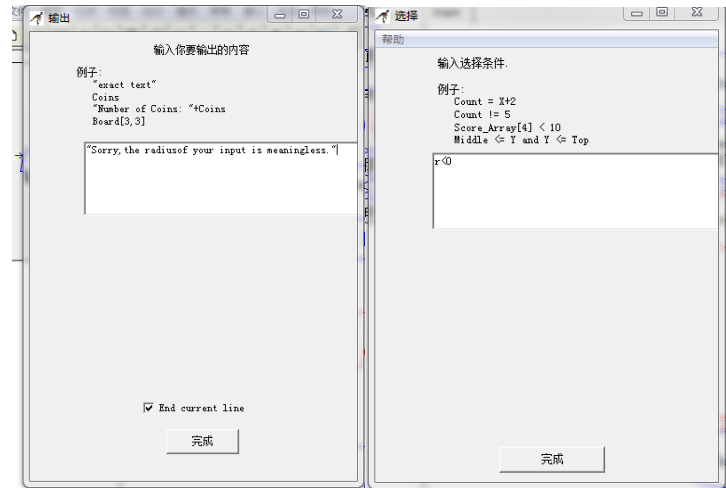 输出
输入你要输出的内容
例子:
"exact text"
Coins
"Number of Coins: "+Coins
Board[3,3]
"Sorry,the radiusof your input is meaningless."
End current line
完成
选择
帮助
输入选择条件.
例子:
Count = X+2
Count != 5
Score_Array[4] < 10
Middle <= Y and Y <= Top
r<0
完成